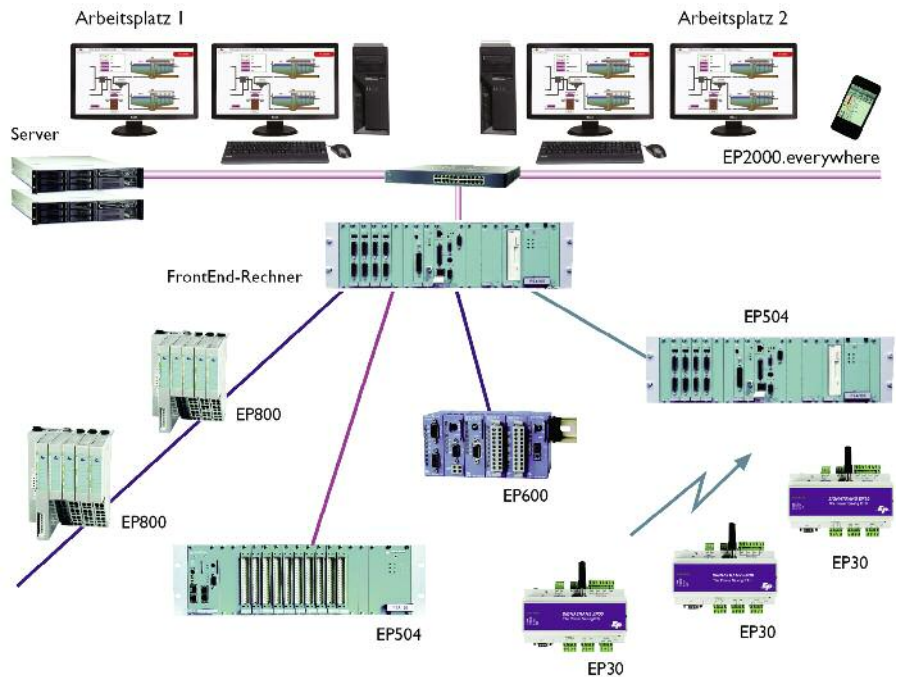 Arbeitsplatz 1
Arbeitsplatz 2
Server
EP2000.everywhere
FrontEnd-Rechner
EP504
EP800
EP800
EP600
EP504
EP30
EP30
EP30